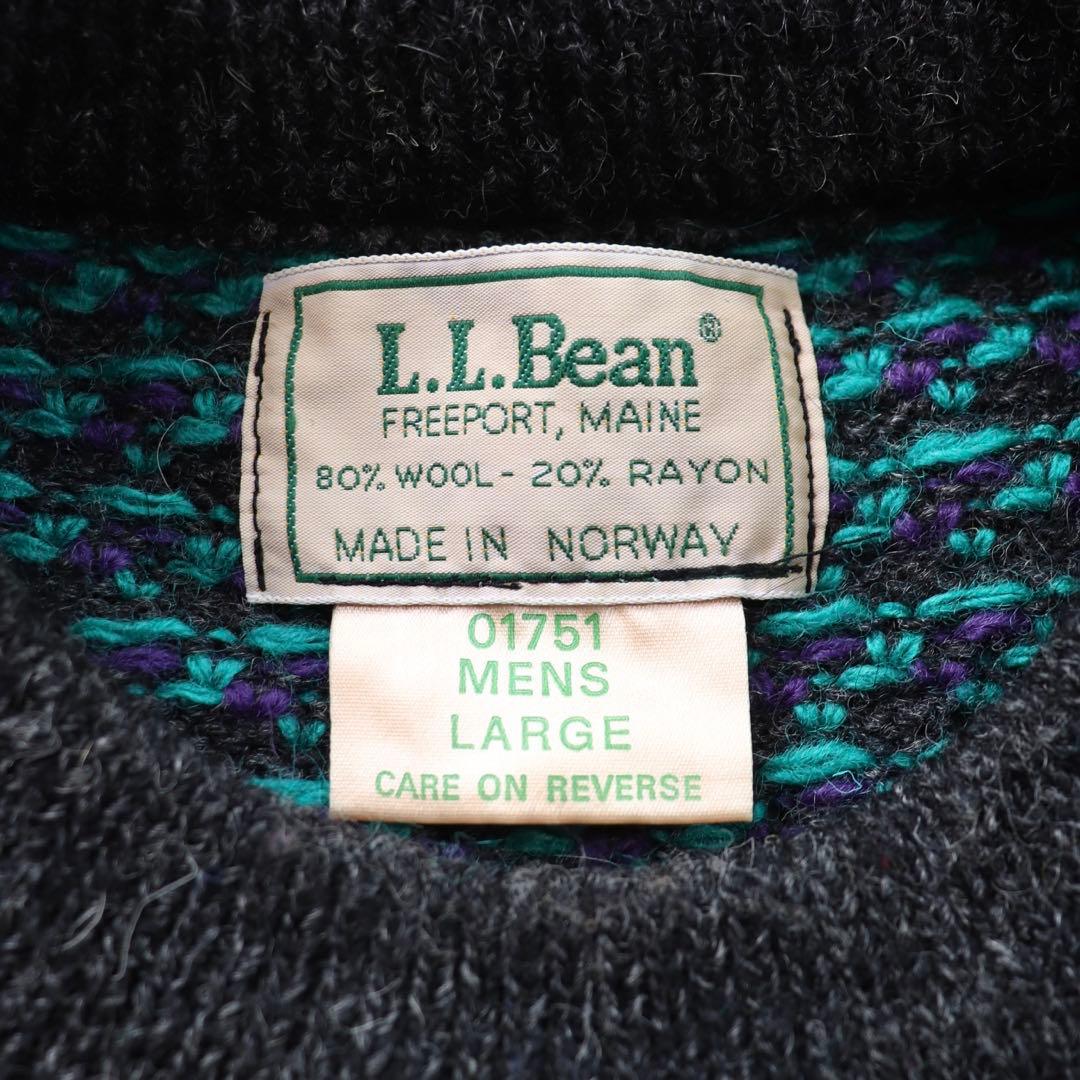 L.L.Bean®
FREEPORT, MAINE
80% WOOL - 20% RAYON
MADE IN NORWAY
01751
MENS
LARGE
CARE ON REVERSE